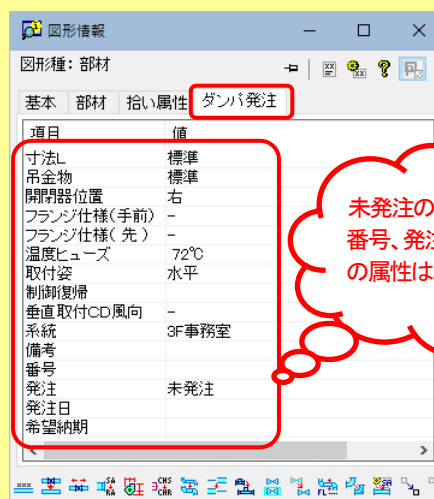 図形情報
図形種：部材
基本 部材 拾い属性 ダンパ発注
項目 値
寸法L 標準
吊金物 標準
開閉器位置 右
フランジ仕様(手前) -
フランジ仕様( 先 ) -
温度ヒューズ 72℃
取付姿 水平
制御復帰
垂直取付CD風向 -
系統 3F事務室
備考
番号
発注 未発注
発注日
希望納期
未発注の
番号、発注
の属性は